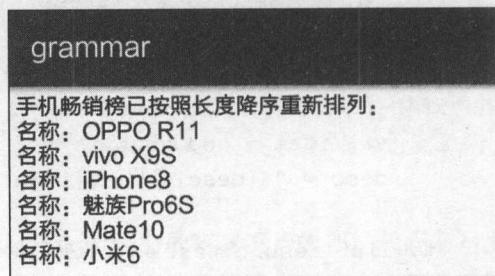 grammar
手机畅销榜已按照长度降序重新排列：
名称：OPPO R11
名称：vivo X9S
名称：iPhone8
名称：魅族Pro6S
名称：Mate10
名称：小米6